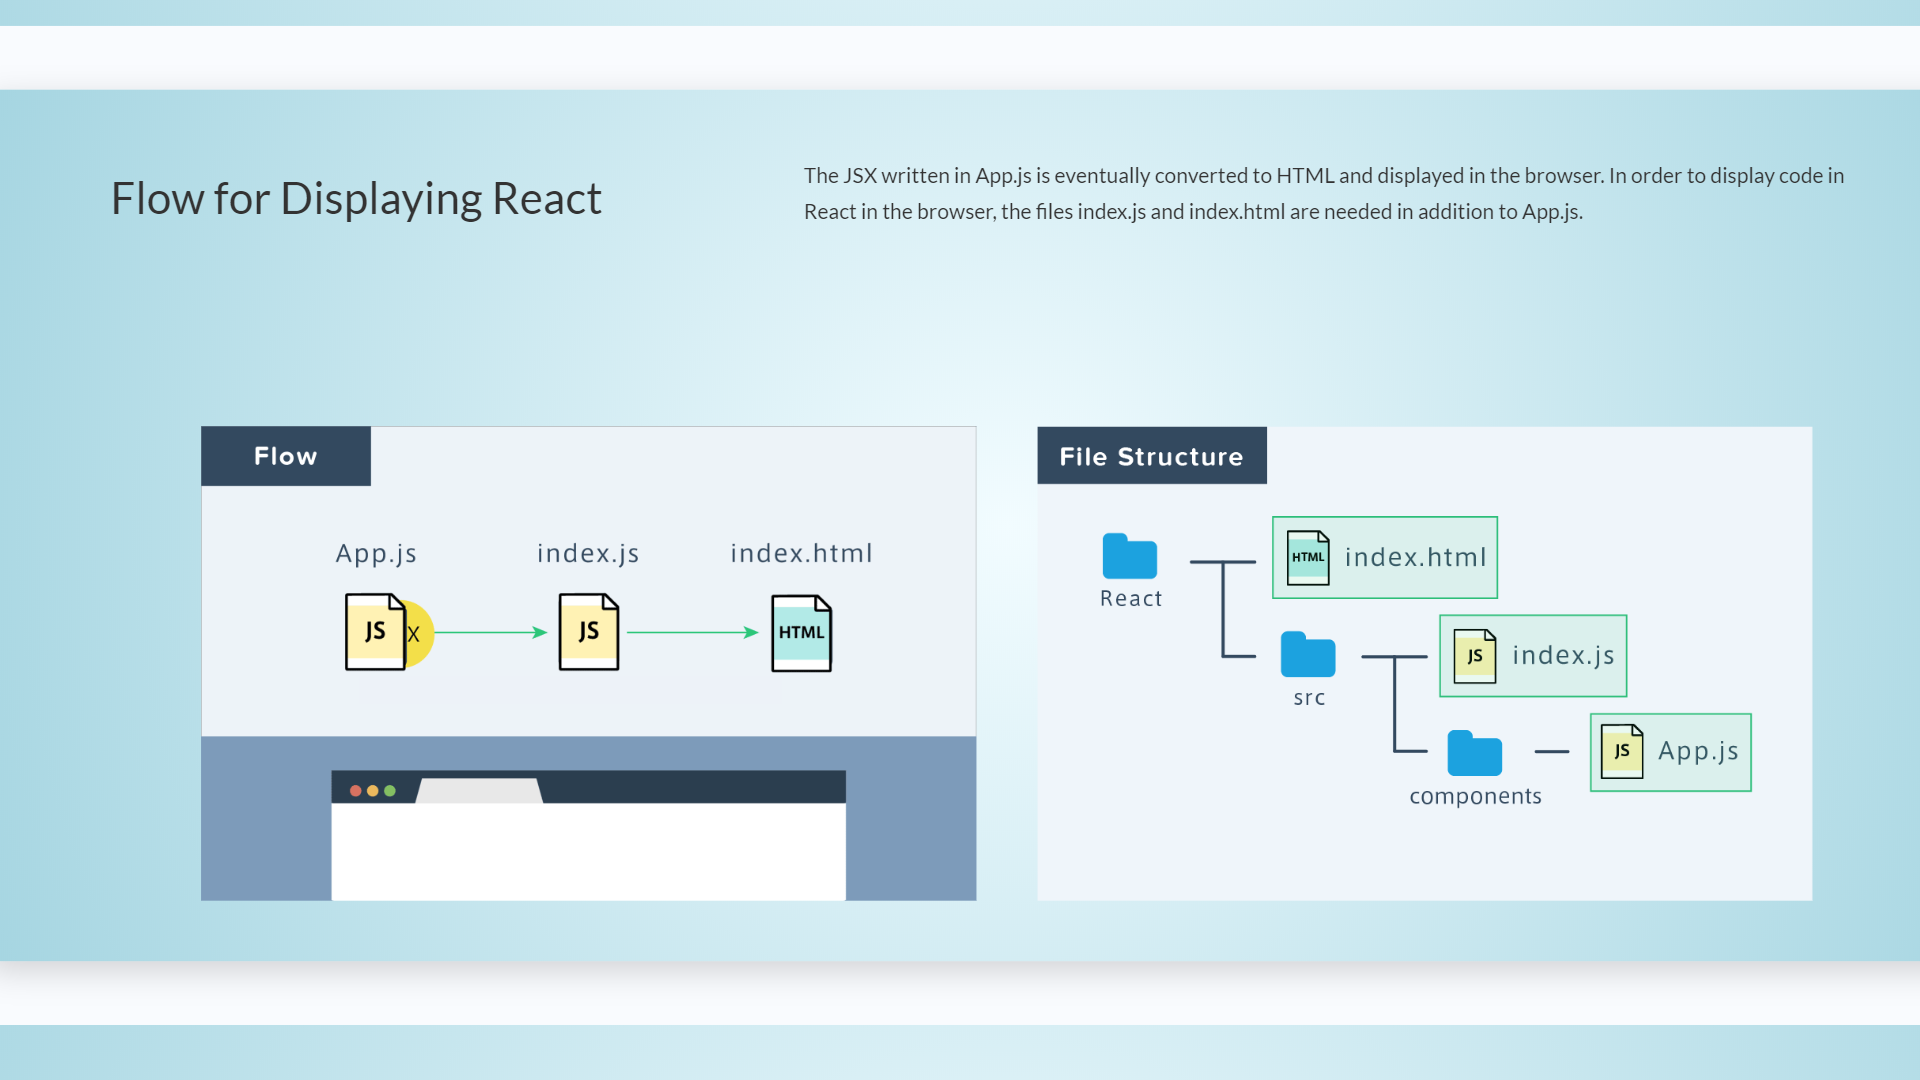 Flow for Displaying React
The JSX written in App.js is eventually converted to HTML and displayed in the browser. In order to display code in
React in the browser, the files index.js and index.html are needed in addition to App.js.
Flow
App.js
index.js
index.html
JS
X
JS
HTML
File Structure
React
HTML
index.html
src
JS
index.js
components
JS
App.js